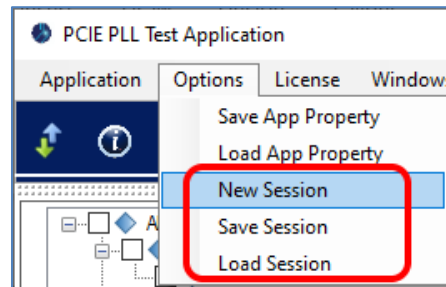 PCIE PLL Test Application
Application Options License Window
Save App Property
Load App Property
New Session
Save Session
Load Session
A